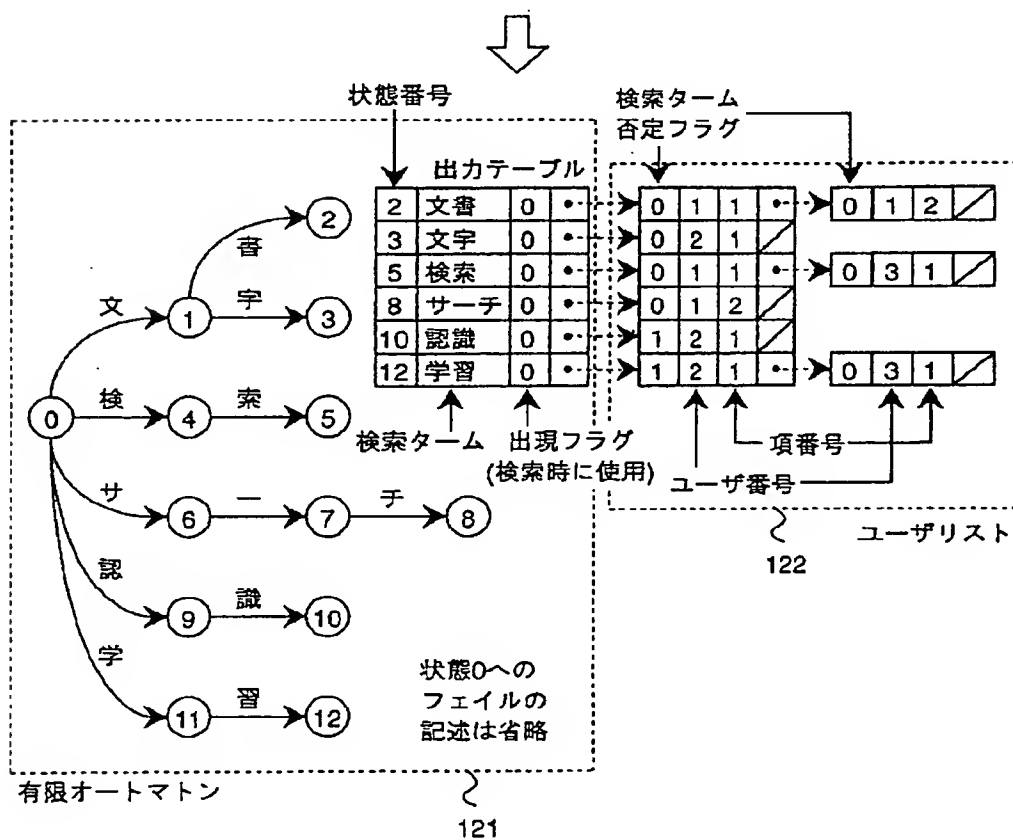 状態番号
検索ターム
否定フラグ
出力テーブル
2 文書 0
3 文字 0
5 検索 0
8 サーチ 0
10 認識 0
12 学習 0
0 1 1
0 2 1
0 1 1
0 1 2
1 2 1
1 2 1
0 1 2
0 3 1
0 3 1
検索ターム
出現フラグ
(検索時に使用)
項番号
ユーザ番号
ユーザリスト
122
0
文
1
書
2
字
3
検
4
索
5
サ
6
ー
7
チ
8
認
9
識
10
学
11
習
12
状態0への
フェイルの
記述は省略
有限オートマトン
121